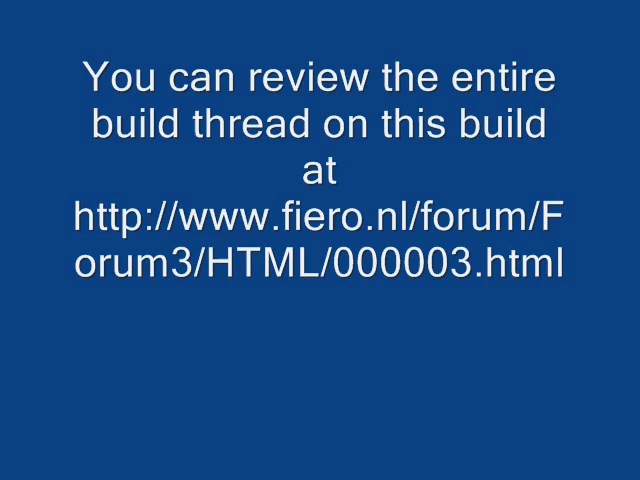 You can review the entire
build thread on this build
at
http://www.fiero.nl/forum/F
orum3/HTML/000003.html